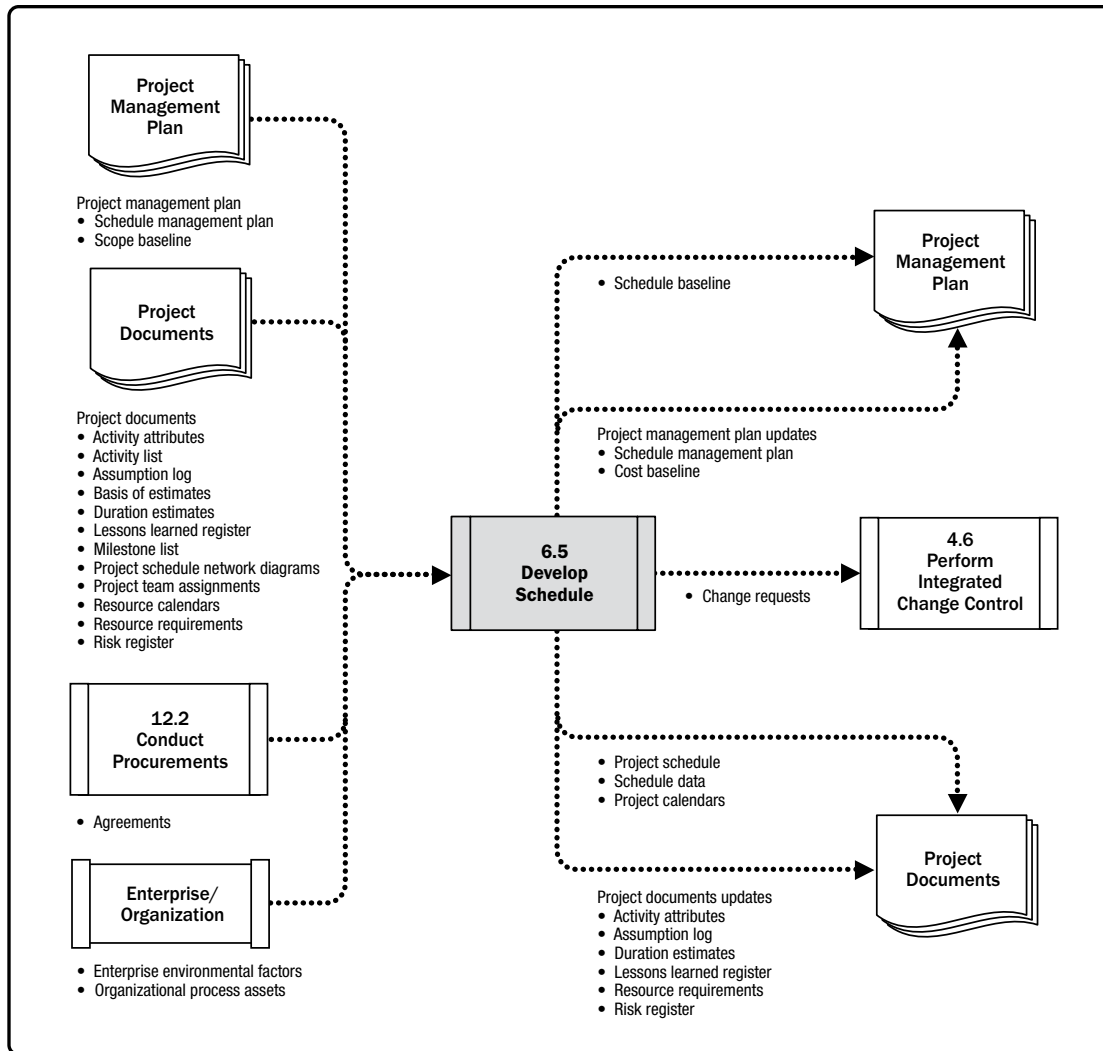 Project
Management
Plan
Project management plan
• Schedule management plan
• Scope baseline
Project
Documents
Project documents
• Activity attributes
• Activity list
• Assumption log
• Basis of estimates
• Duration estimates
• Lessons learned register
• Milestone list
• Project schedule network diagrams
• Project team assignments
• Resource calendars
• Resource requirements
• Risk register
12.2
Conduct
Procurements
• Agreements
Enterprise/
Organization
• Enterprise environmental factors
• Organizational process assets
6.5
Develop
Schedule
• Schedule baseline
Project
Management
Plan
Project management plan updates
• Schedule management plan
• Cost baseline
• Change requests
4.6
Perform
Integrated
Change Control
• Project schedule
• Schedule data
• Project calendars
Project
Documents
Project documents updates
• Activity attributes
• Assumption log
• Duration estimates
• Lessons learned register
• Resource requirements
• Risk register